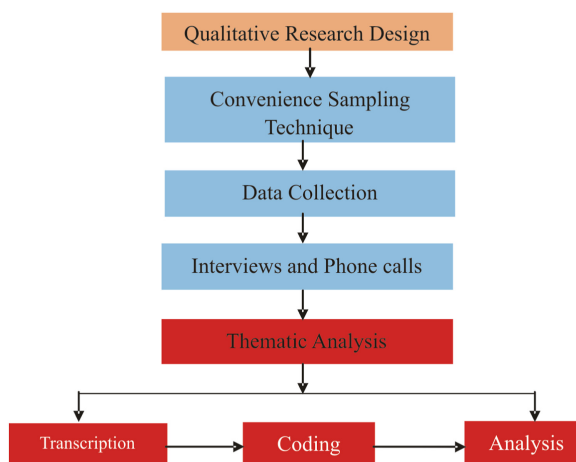 Qualitative Research Design
Convenience Sampling
Technique
Data Collection
Interviews and Phone calls
Thematic Analysis
Transcription
Coding
Analysis